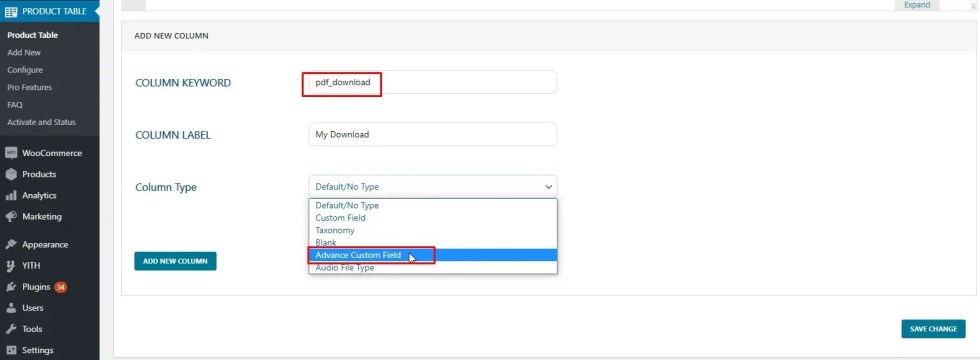 PRODUCT TABLE
Product Table
Add New
Configure
Pro Features
FAQ
Activate and Status
WooCommerce
Products
Analytics
Marketing
Appearance
YITH
Plugins 34
Users
Tools
Settings
Expand
ADD NEW COLUMN
COLUMN KEYWORD
pdf_download
COLUMN LABEL
My Download
Column Type
Default/No Type
Default/No Type
Custom Field
Taxonomy
Blank
Advance Custom Field
Audio File Type
ADD NEW COLUMN
SAVE CHANGE